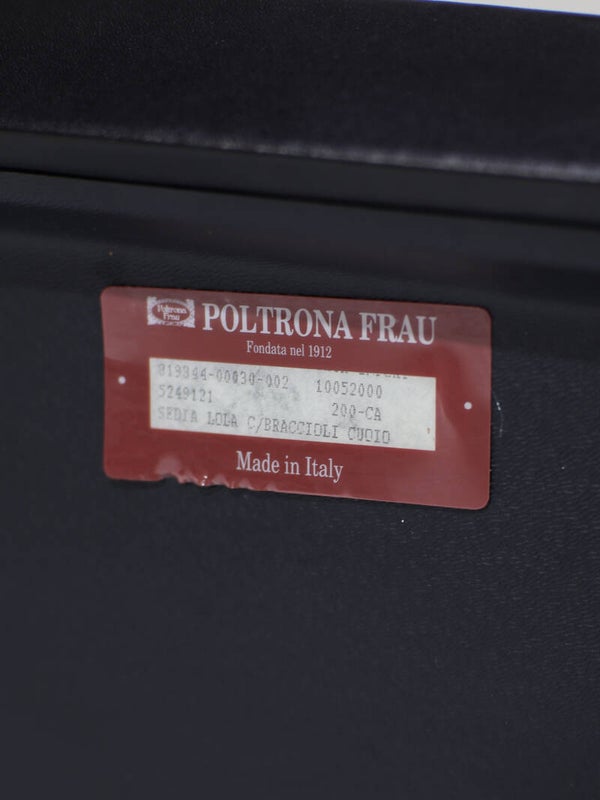 Poltrona
Frau
POLTRONA FRAU
Fondata nel 1912
019344-00030-002 10052000
5249121 200-CA
SEDIA LOLA C/BRACCIOLI CUOIO
Made in Italy